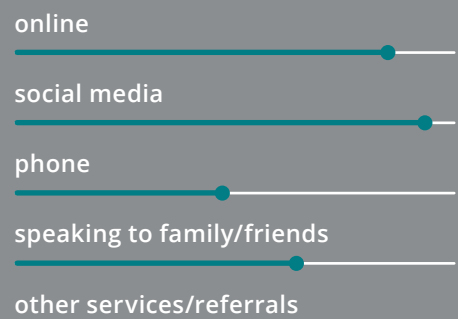 online
social media
phone
speaking to family/friends
other services/referrals